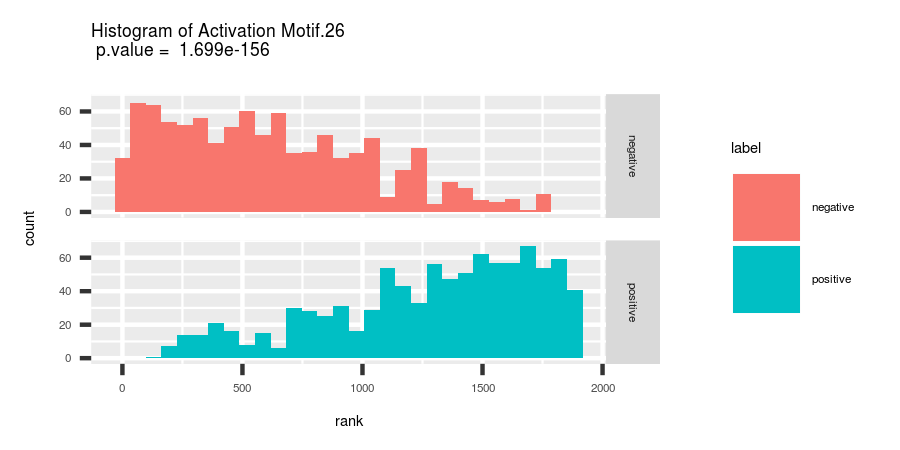 Histogram of Activation Motif.26
p.value = 1.699e-156
60
40
20
0
negative
60
40
20
0
positive
0 500 1000 1500 2000
rank
count
label
negative
positive